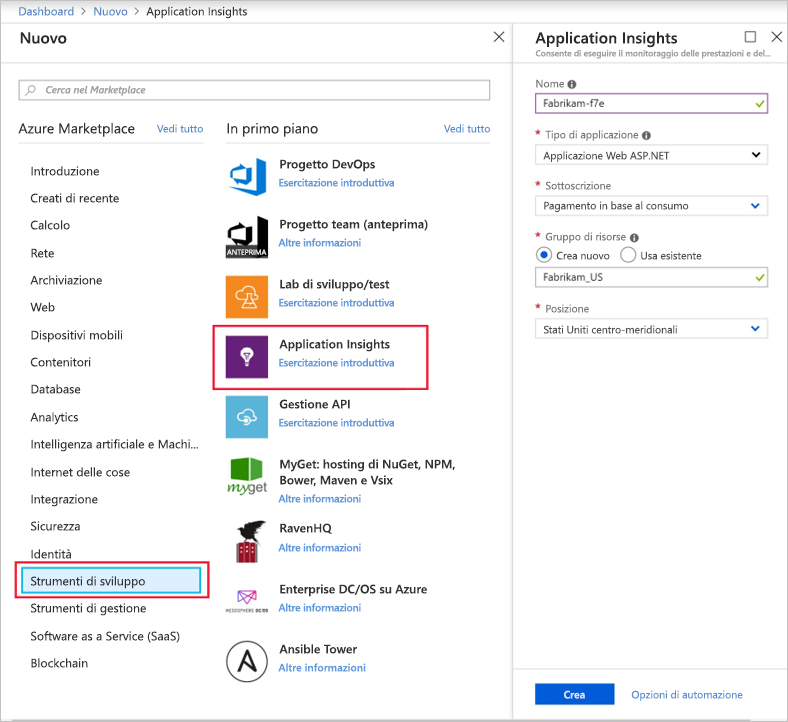 Dashboard > Nuovo > Application Insights
Nuovo
Cerca nel Marketplace
Azure Marketplace
Vedi tutto
Introduzione
Creati di recente
Calcolo
Rete
Archiviazione
Web
Dispositivi mobili
Contenitori
Database
Analytics
Intelligenza artificiale e Machi...
Internet delle cose
Integrazione
Sicurezza
Identità
Strumenti di sviluppo
Strumenti di gestione
Software as a Service (SaaS)
Blockchain
In primo piano
Vedi tutto
Progetto DevOps
Esercitazione introduttiva
ANTEPRIMA
Progetto team (anteprima)
Altre informazioni
Lab di sviluppo/test
Esercitazione introduttiva
Application Insights
Esercitazione introduttiva
Gestione API
Esercitazione introduttiva
myget
MyGet: hosting di NuGet, NPM,
Bower, Maven e Vsix
Altre informazioni
RavenHQ
Altre informazioni
MESOSPHERE DC/OS
Enterprise DC/OS su Azure
Altre informazioni
Ansible Tower
Altre informazioni
Application Insights
Consente di eseguire il monitoraggio delle prestazioni e del...
Nome
Fabrikam-f7e
* Tipo di applicazione
Applicazione Web ASP.NET
* Sottoscrizione
Pagamento in base al consumo
* Gruppo di risorse
Crea nuovo
Usa esistente
Fabrikam_US
* Posizione
Stati Uniti centro-meridionali
Crea
Opzioni di automazione